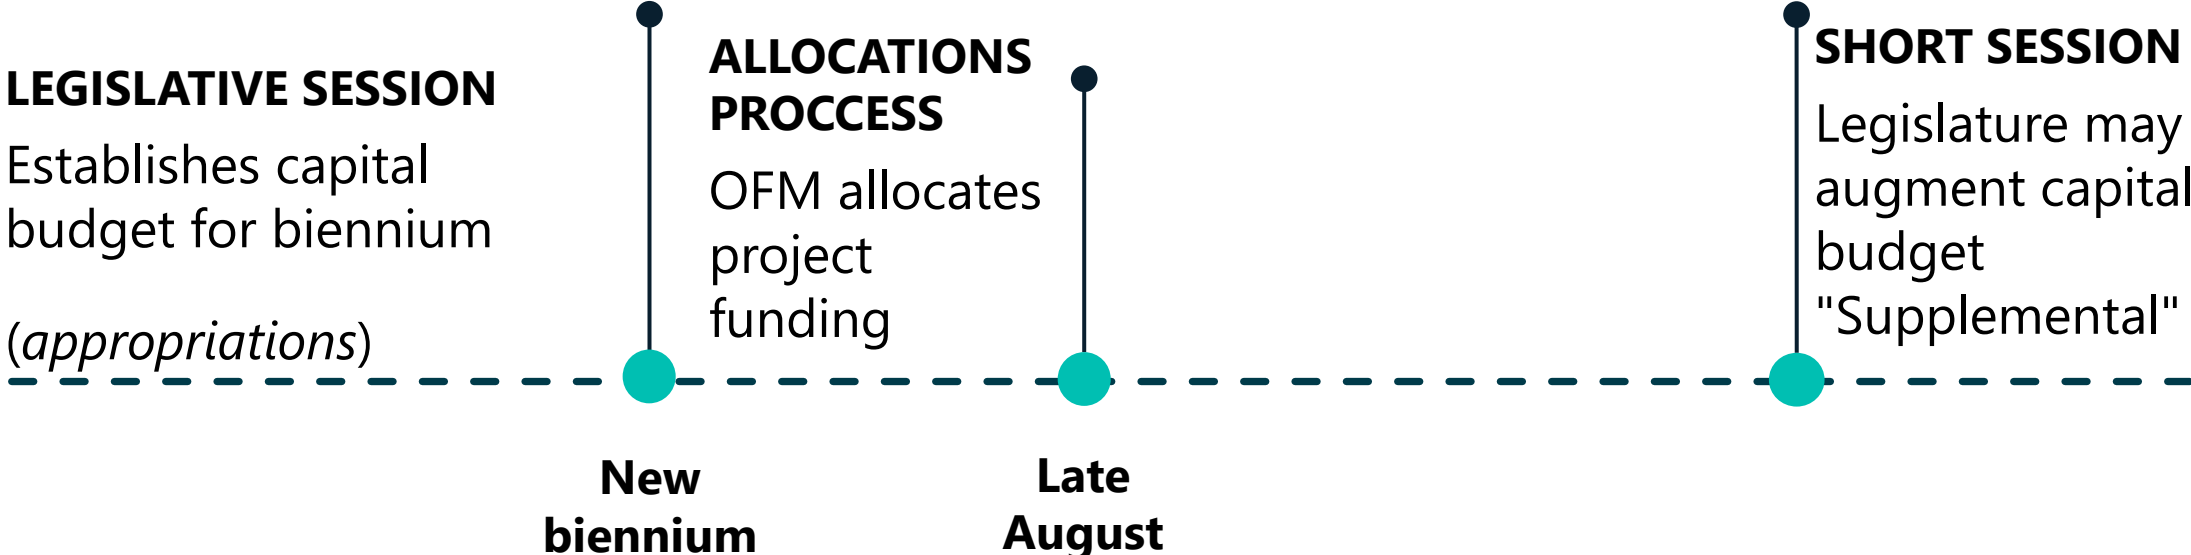 LEGISLATIVE SESSION
Establishes capital
budget for biennium
(appropriations)
ALLOCATIONS
PROCCESS
OFM allocates
project
funding
SHORT SESSION
Legislature may
augment capital
budget
"Supplemental"
New
biennium
Late
August